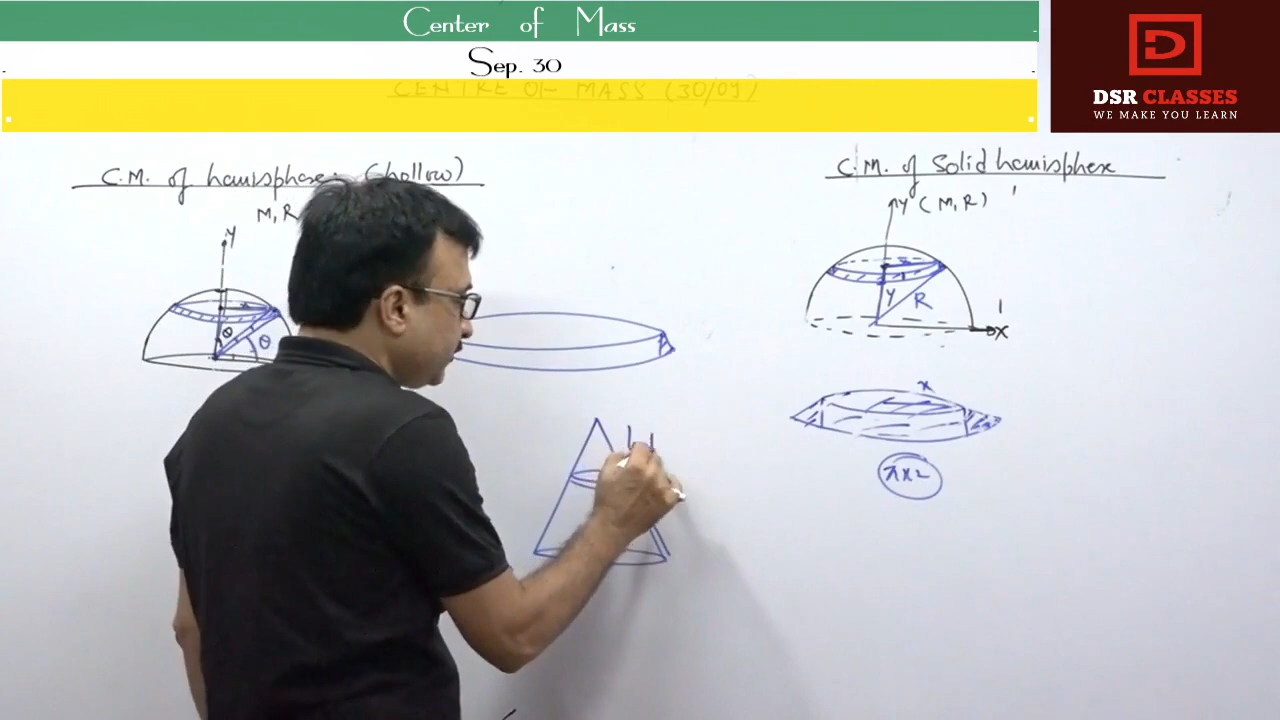 Center of Mass
Sep. 30
CENTRE OF MASS (30/09)
DSR CLASSES
WE MAKE YOU LEARN
C.M. of hemisphere (hollow)
M, R
y
θ
θ
C.M. of Solid hemisphere
y (M, R)
y
R
x
x
πx2